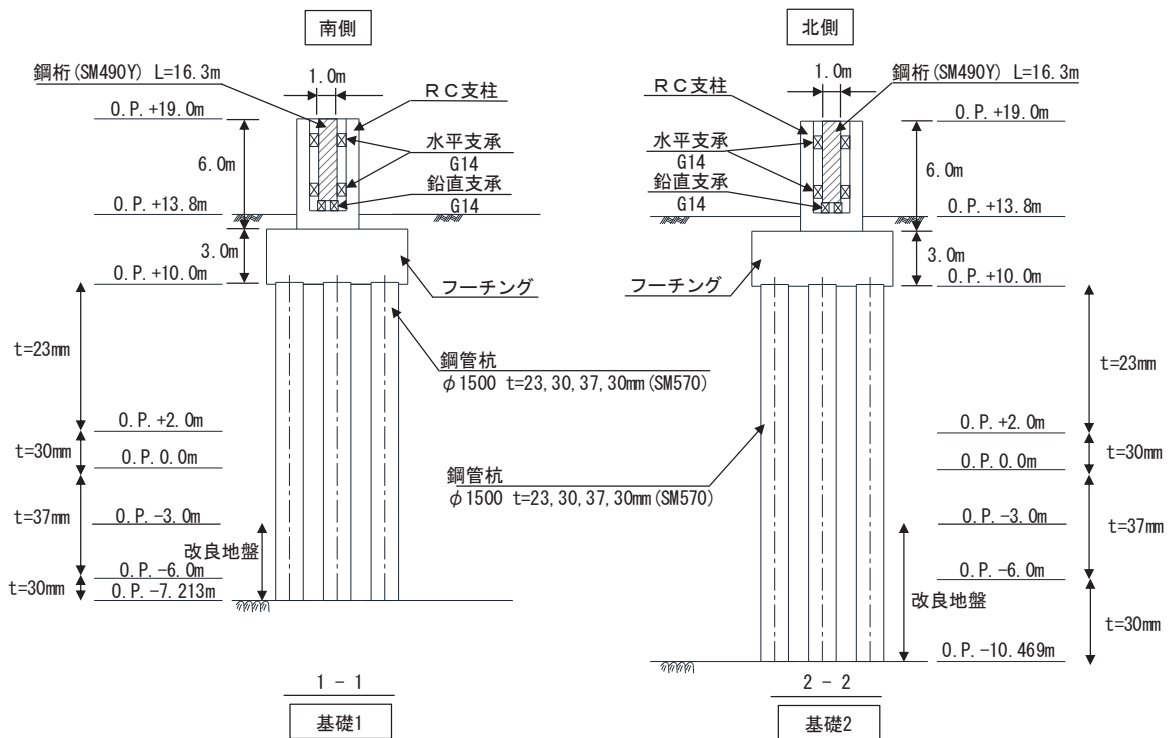 南側
鋼桁(SM490Y) L=16.3m
1.0m
RC支柱
O.P.+19.0m
6.0m
水平支承
G14
鉛直支承
G14
O.P.+13.8m
3.0m
O.P.+10.0m
フーチング
t=23mm
鋼管杭
φ1500 t=23,30,37,30mm(SM570)
O.P.+2.0m
t=30mm
O.P.0.0m
t=37mm
O.P.-3.0m
改良地盤
O.P.-6.0m
t=30mm
O.P.-7.213m
1 - 1
基礎1
北側
1.0m
鋼桁(SM490Y) L=16.3m
RC支柱
O.P.+19.0m
水平支承
G14
6.0m
鉛直支承
G14
O.P.+13.8m
3.0m
フーチング
O.P.+10.0m
t=23mm
O.P.+2.0m
t=30mm
O.P.0.0m
鋼管杭
φ1500 t=23,30,37,30mm(SM570)
O.P.-3.0m
t=37mm
O.P.-6.0m
改良地盤
t=30mm
O.P.-10.469m
2 - 2
基礎2